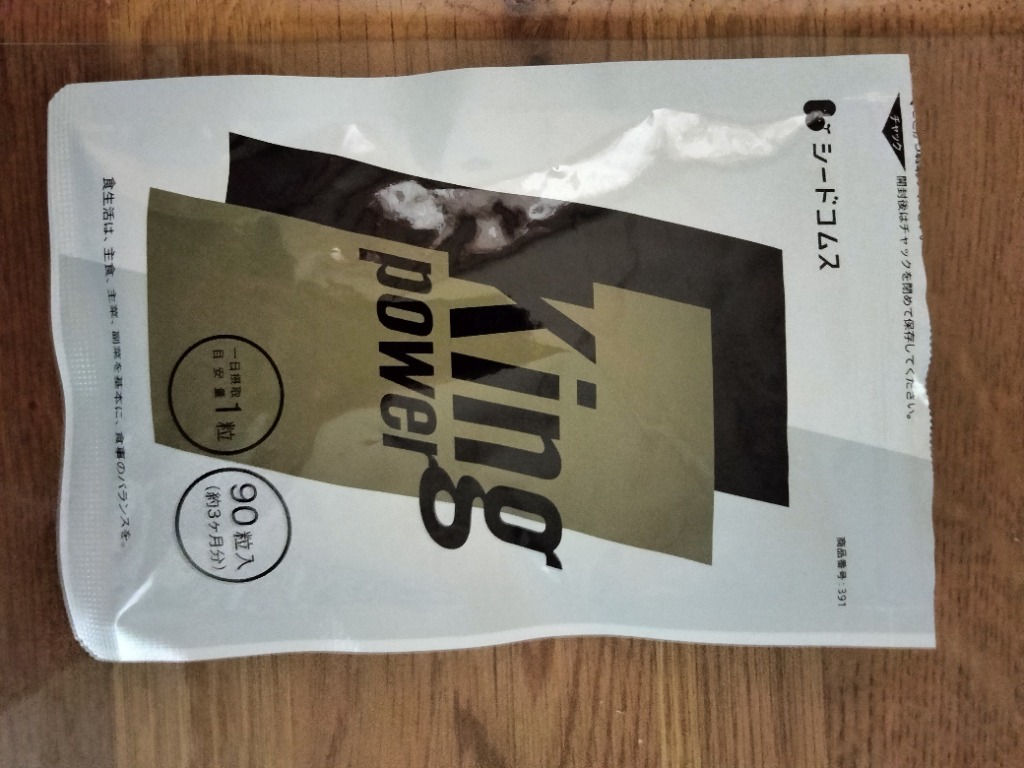 チャック
開封後はチャックを閉めて保存してください。
シードコムス
商品番号：391
King
power
一日摂取
目安量
1粒
90粒入
(約3ヶ月分)
食生活は、主食、主菜、副菜を基本に、食事のバランスを。